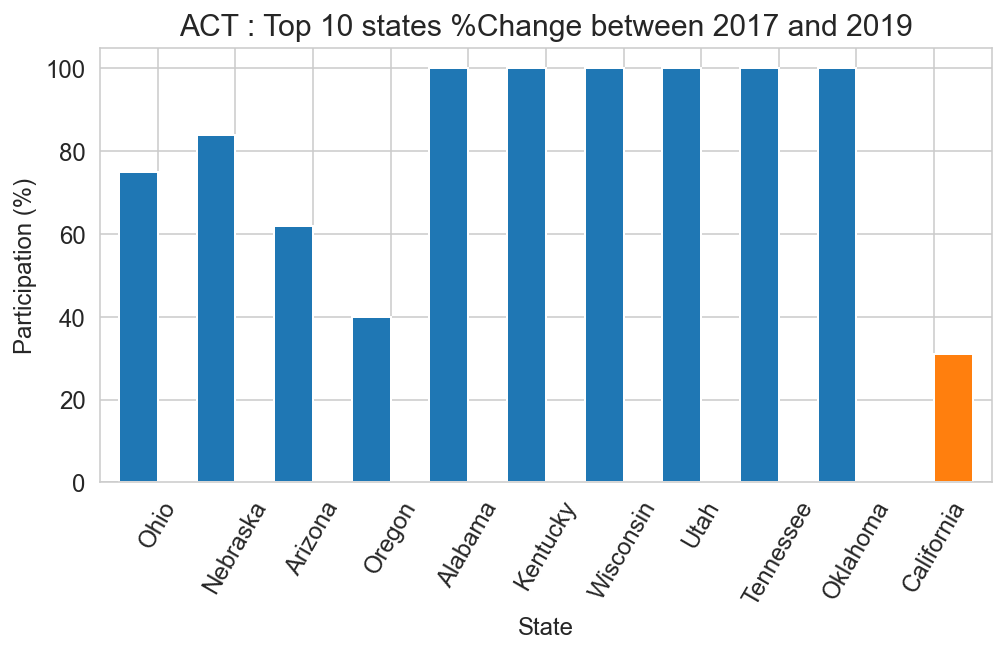 ACT : Top 10 states %Change between 2017 and 2019
Participation (%)
100
80
60
40
20
0
Ohio
Nebraska
Arizona
Oregon
Alabama
Kentucky
Wisconsin
Utah
Tennessee
Oklahoma
California
State